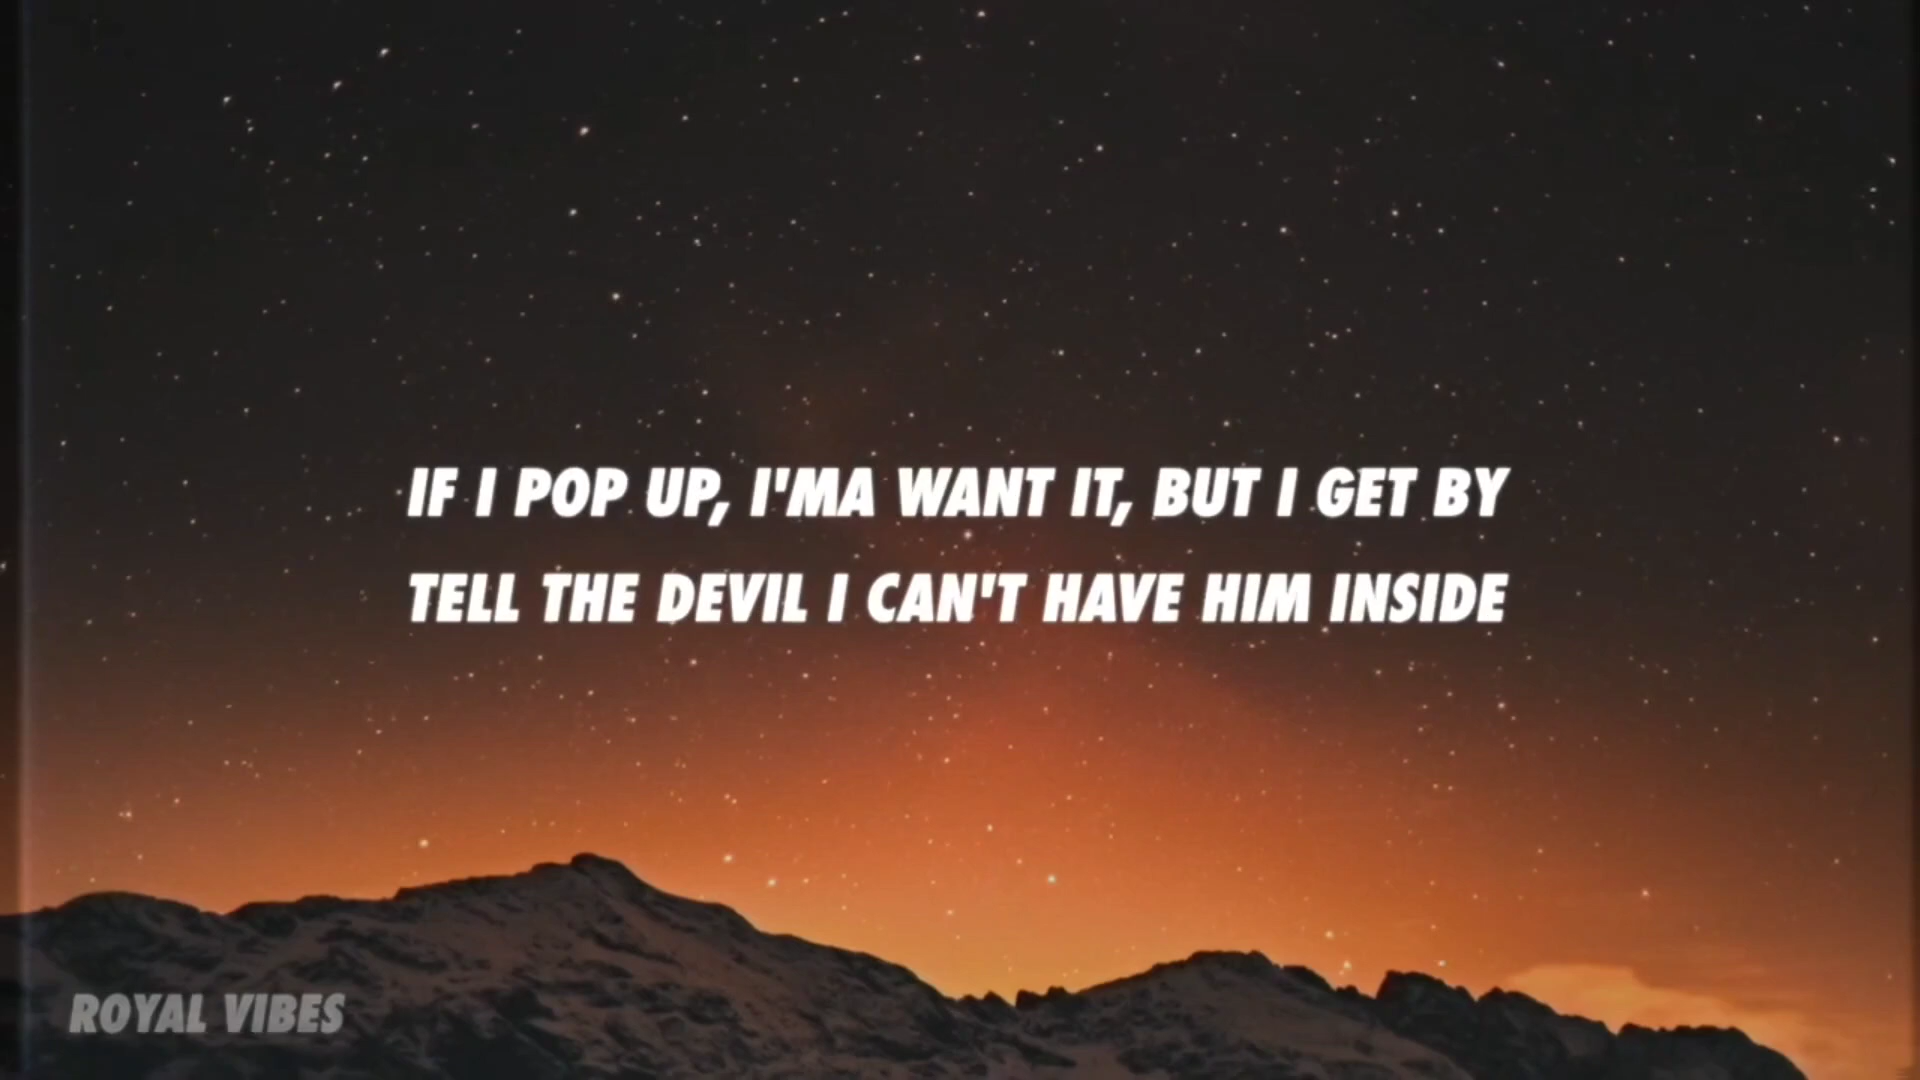 IF I POP UP, I'MA WANT IT, BUT I GET BY
TELL THE DEVIL I CAN'T HAVE HIM INSIDE
ROYAL VIBES